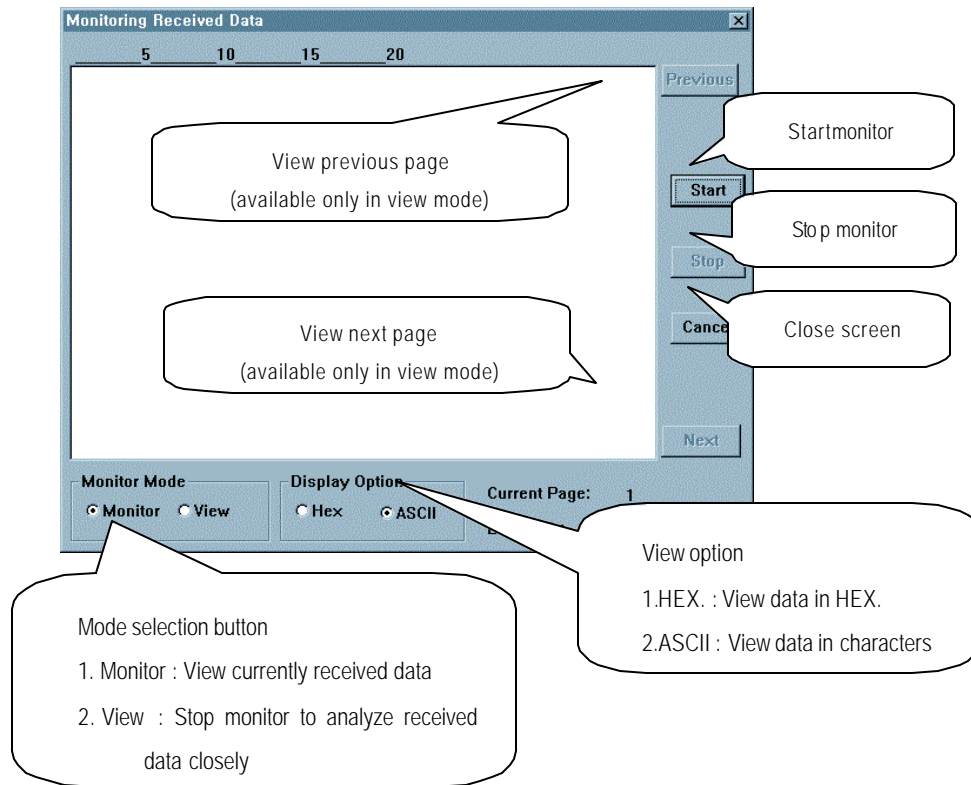 Monitoring Received Data
5 10 15 20
Previous
Startmonitor
View previous page
(available only in view mode)
Start
Stop monitor
Stop
View next page
(available only in view mode)
Close screen
Next
Monitor Mode
Monitor View
Display Option
Hex ASCII
Current Page: 1
View option
1.HEX. : View data in HEX.
2.ASCII : View data in characters
Mode selection button
1. Monitor : View currently received data
2. View : Stop monitor to analyze received
data closely